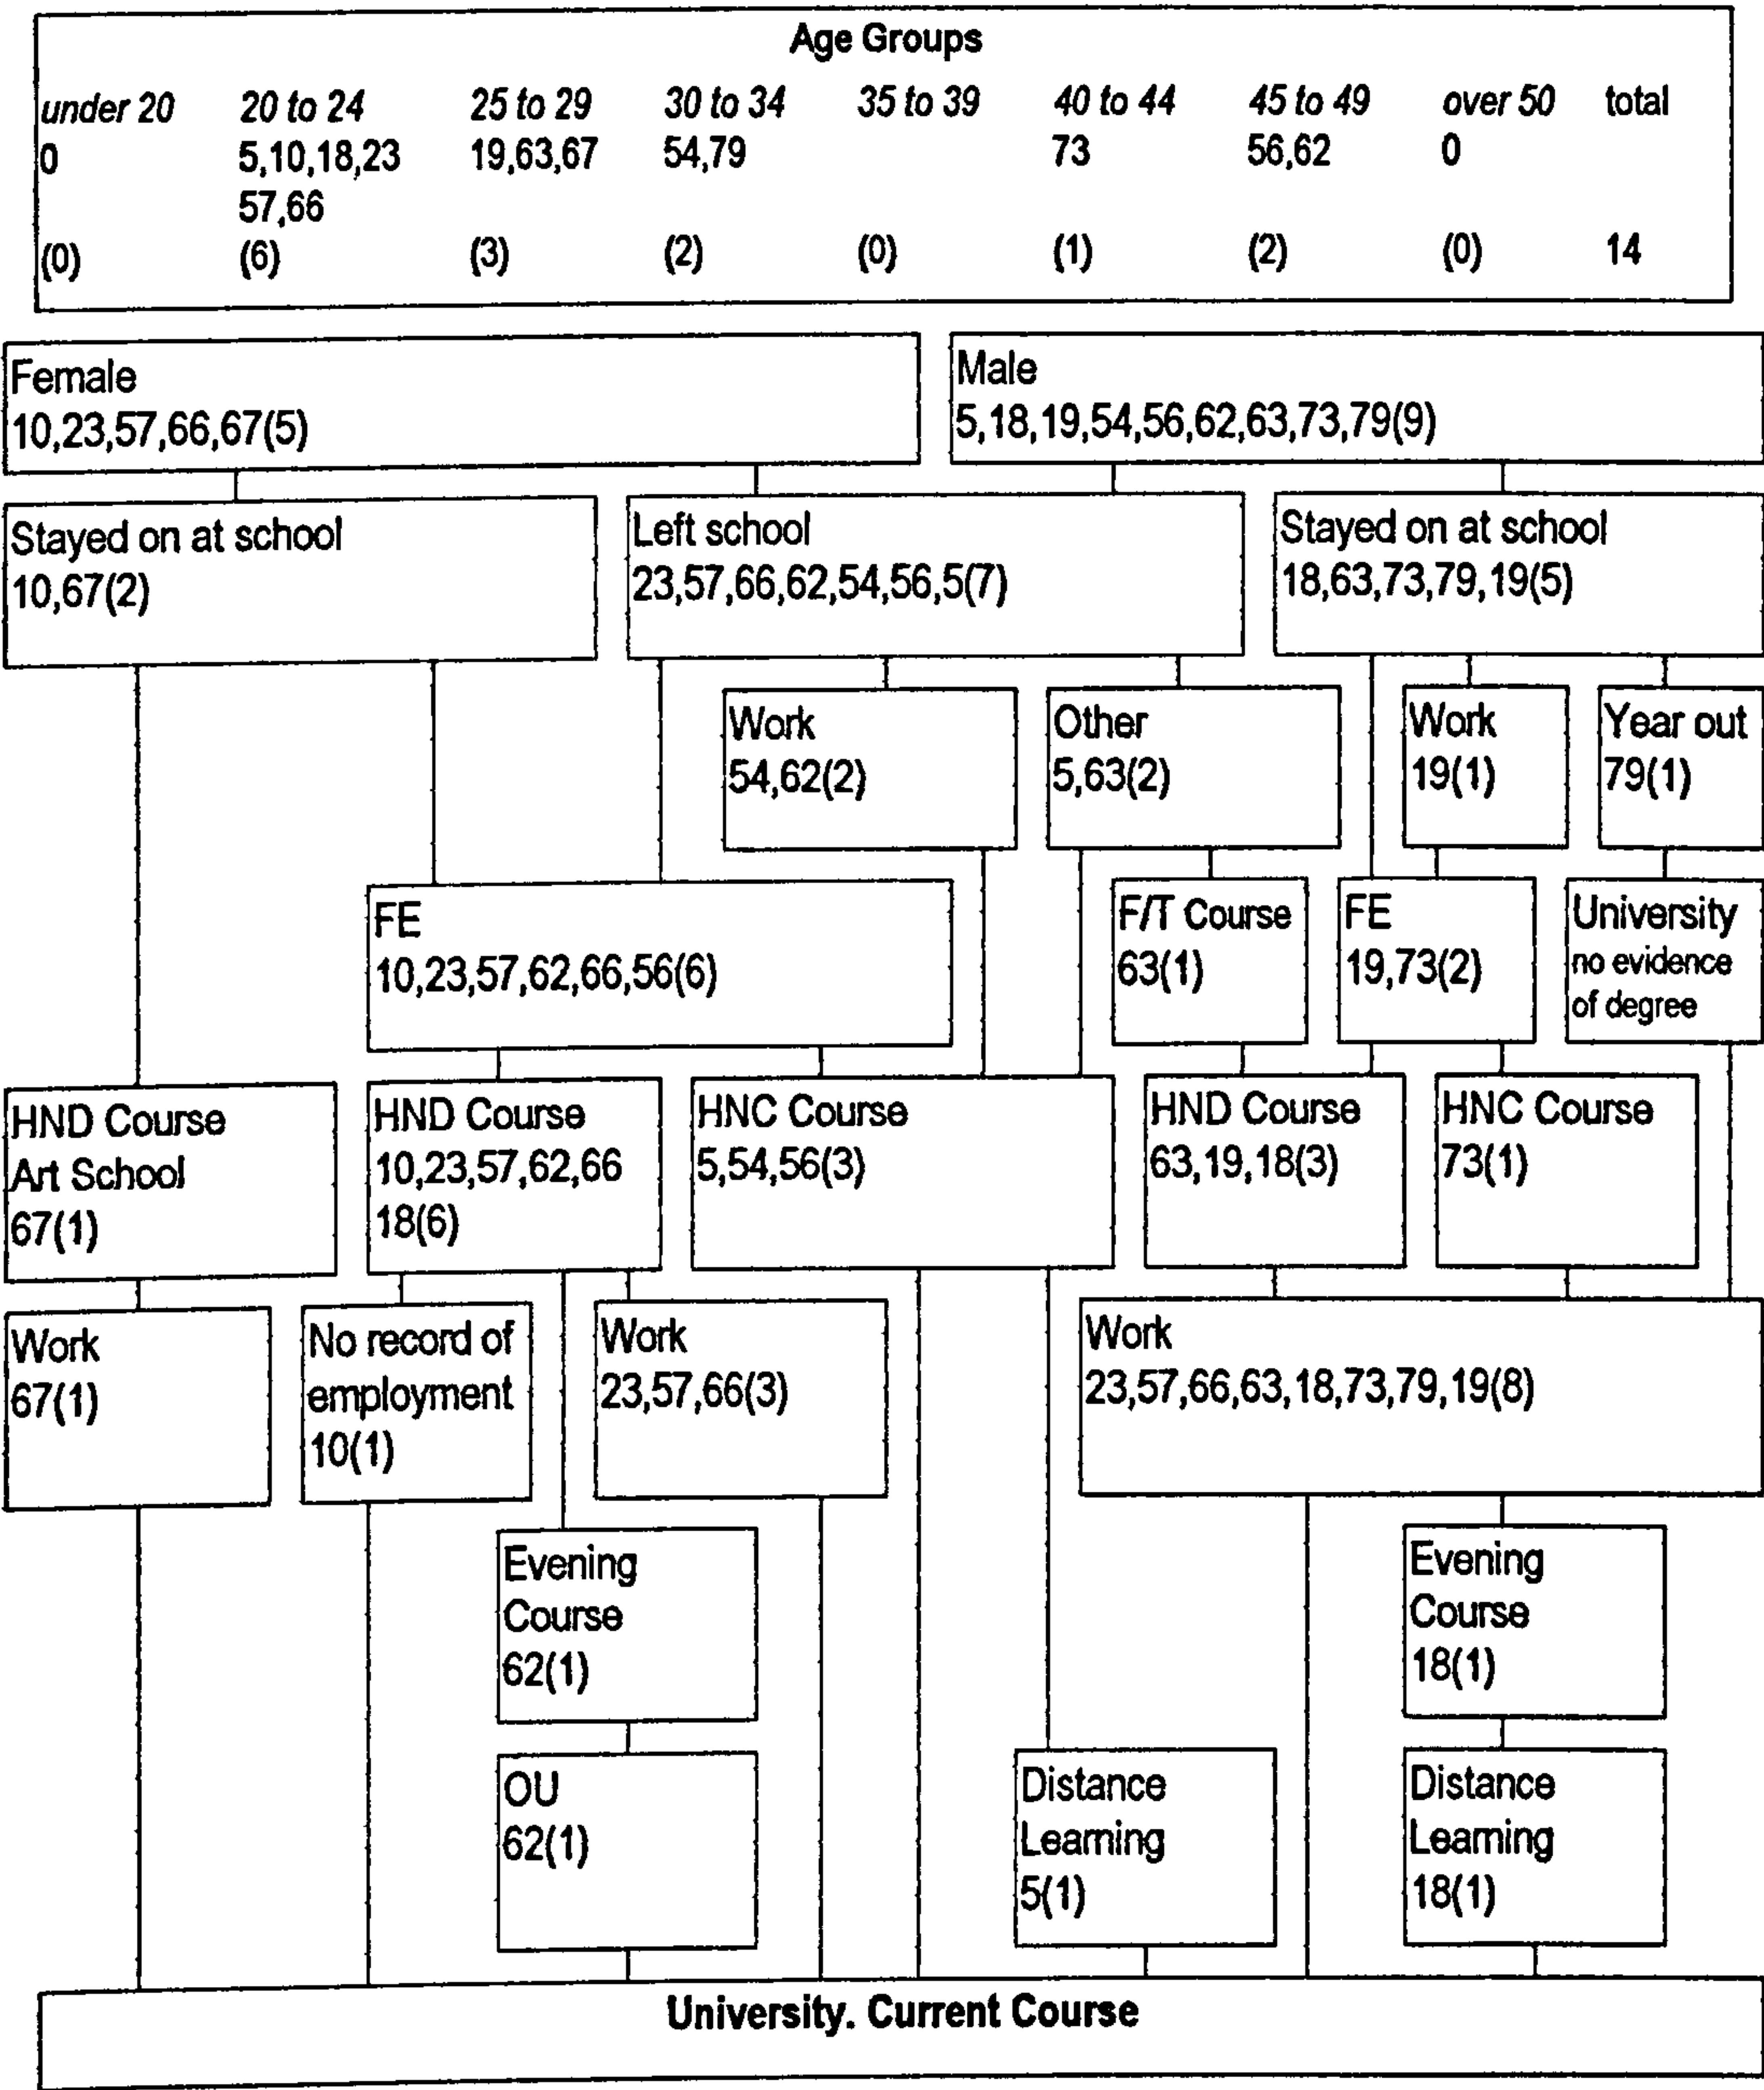 Age Groups
under 20 20 to 24 25 to 29 30 to 34 35 to 39 40 to 44 45 to 49 over 50 total
0 5,10,18,23 19,63,67 54,79 73 56,62 0
57,66
(0) (6) (3) (2) (0) (1) (2) (0) 14
Female
10,23,57,66,67(5)
Male
5,18,19,54,56,62,63,73,79(9)
Stayed on at school
10,67(2)
Left school
23,57,66,62,54,56,5(7)
Stayed on at school
18,63,73,79,19(5)
Work
54,62(2)
Other
5,63(2)
Work
19(1)
Year out
79(1)
FE
10,23,57,62,66,56(6)
F/T Course
63(1)
FE
19,73(2)
University
no evidence
of degree
HND Course
Art School
67(1)
HND Course
10,23,57,62,66
18(6)
HNC Course
5,54,56(3)
HND Course
63,19,18(3)
HNC Course
73(1)
Work
67(1)
No record of
employment
10(1)
Work
23,57,66(3)
Work
23,57,66,63,18,73,79,19(8)
Evening
Course
62(1)
Evening
Course
18(1)
OU
62(1)
Distance
Learning
5(1)
Distance
Learning
18(1)
University. Current Course